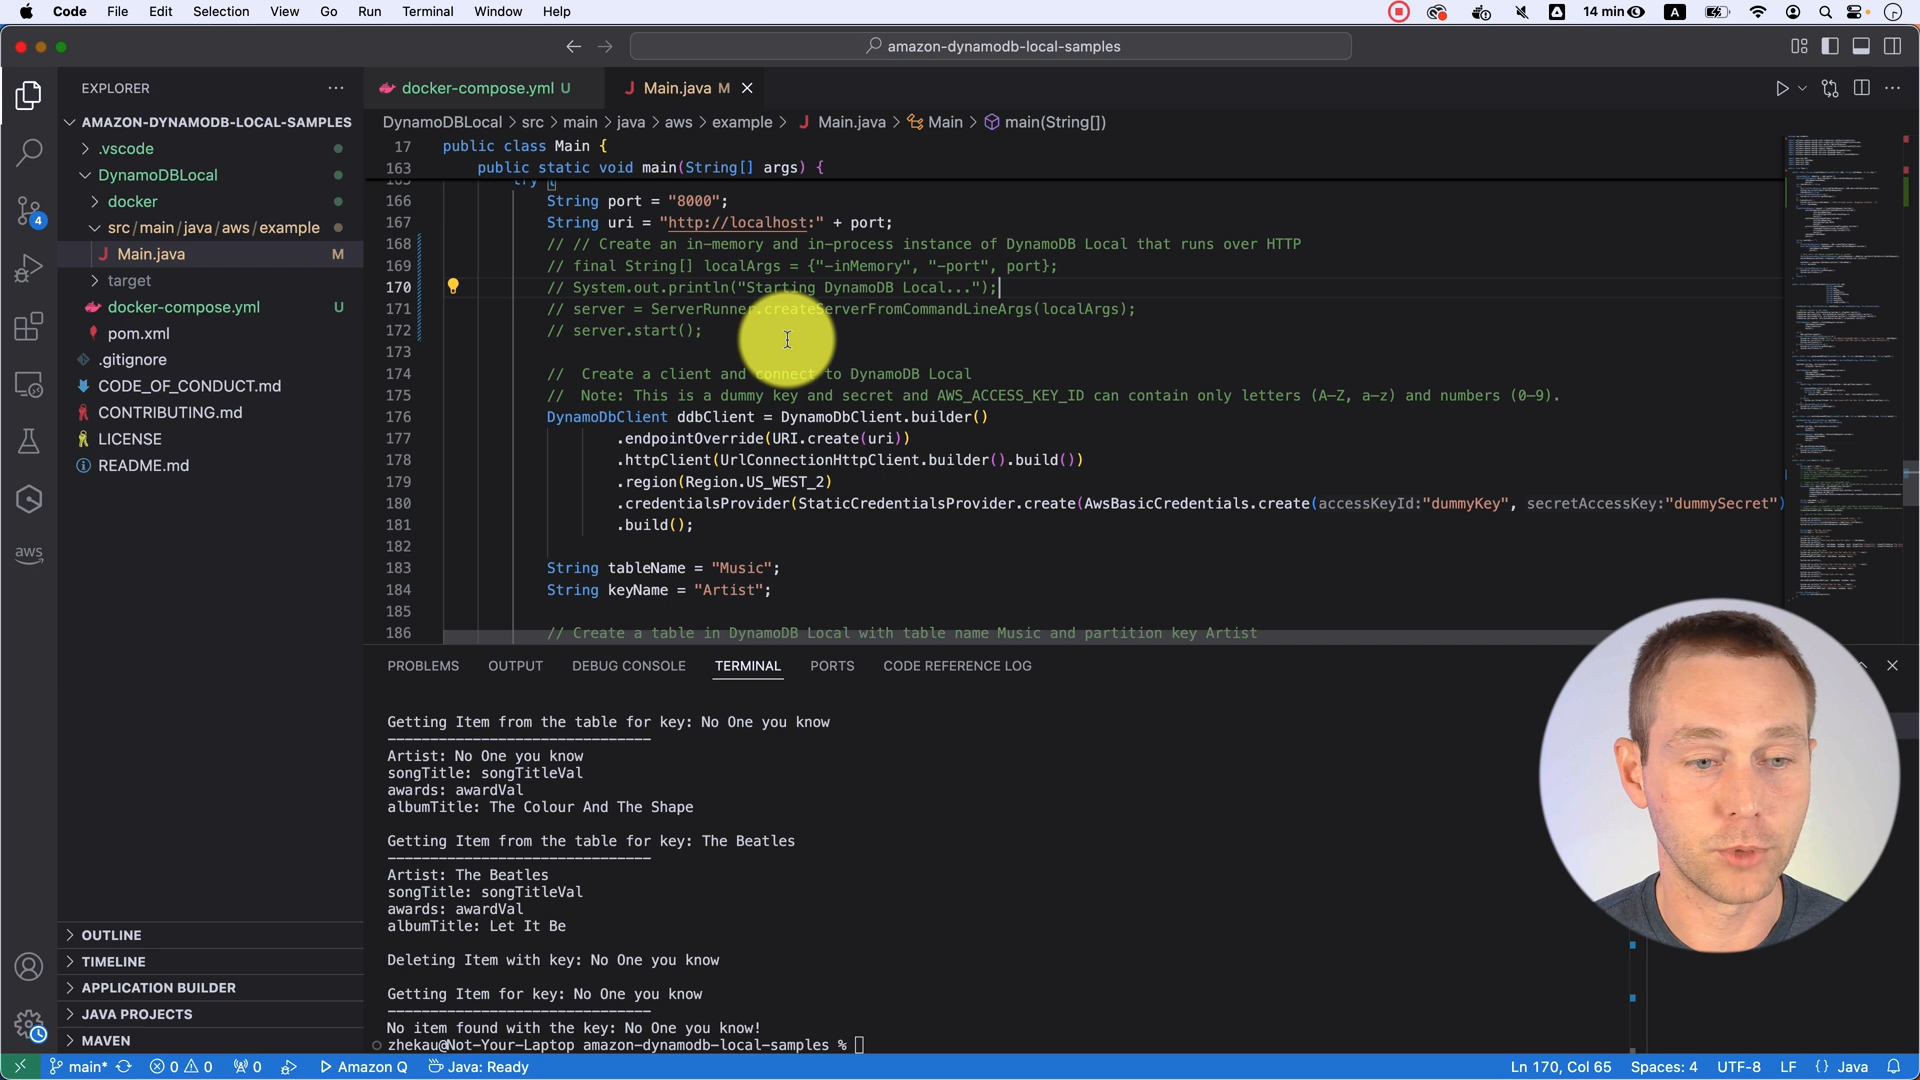 Code File Edit Selection View Go Run Terminal Window Help 14 min A
amazon-dynamodb-local-samples
EXPLORER
AMAZON-DYNAMODB-LOCAL-SAMPLES
.vscode
DynamoDBLocal
docker
src/main/java/aws/example
J Main.java M
target
docker-compose.yml U
pom.xml
.gitignore
CODE_OF_CONDUCT.md
CONTRIBUTING.md
LICENSE
README.md
OUTLINE
TIMELINE
APPLICATION BUILDER
JAVA PROJECTS
MAVEN
4
aws
docker-compose.yml U J Main.java M
DynamoDBLocal > src > main > java > aws > example > J Main.java > Main > main(String[])
17 public class Main {
163 public static void main(String[] args) {
165 try {
166 String port = "8000";
167 String uri = "http://localhost:" + port;
168 // // Create an in-memory and in-process instance of DynamoDB Local that runs over HTTP
169 // final String[] localArgs = {"-inMemory", "-port", port};
170 // System.out.println("Starting DynamoDB Local...");
171 // server = ServerRunner.createServerFromCommandLineArgs(localArgs);
172 // server.start();
173
174 //  Create a client and connect to DynamoDB Local
175 //  Note: This is a dummy key and secret and AWS_ACCESS_KEY_ID can contain only letters (A–Z, a–z) and numbers (0–9).
176 DynamoDbClient ddbClient = DynamoDbClient.builder()
177 .endpointOverride(URI.create(uri))
178 .httpClient(UrlConnectionHttpClient.builder().build())
179 .region(Region.US_WEST_2)
180 .credentialsProvider(StaticCredentialsProvider.create(AwsBasicCredentials.create(accessKeyId:"dummyKey", secretAccessKey:"dummySecret")
181 .build();
182
183 String tableName = "Music";
184 String keyName = "Artist";
185
186 // Create a table in DynamoDB Local with table name Music and partition key Artist
PROBLEMS OUTPUT DEBUG CONSOLE TERMINAL PORTS CODE REFERENCE LOG
Getting Item from the table for key: No One you know
-------------------------------
Artist: No One you know
songTitle: songTitleVal
awards: awardVal
albumTitle: The Colour And The Shape
Getting Item from the table for key: The Beatles
-------------------------------
Artist: The Beatles
songTitle: songTitleVal
awards: awardVal
albumTitle: Let It Be
Deleting Item with key: No One you know
Getting Item for key: No One you know
-------------------------------
No item found with the key: No One you know!
zhekau@Not-Your-Laptop amazon-dynamodb-local-samples %
main* 0 0 0 Amazon Q Java: Ready Ln 170, Col 65 Spaces: 4 UTF-8 LF {} Java